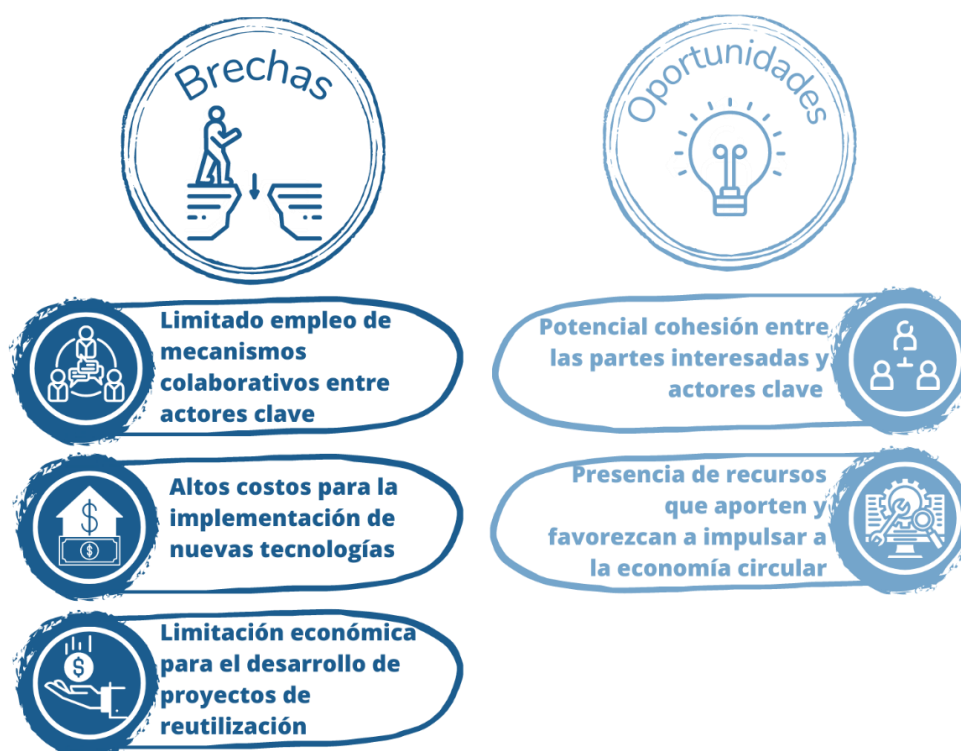 Brechas
Limitado empleo de
mecanismos
colaborativos entre
actores clave
Altos costos para la
implementación de
nuevas tecnologías
Limitación económica
para el desarrollo de
proyectos de
reutilización
Oportunidades
Potencial cohesión entre
las partes interesadas y
actores clave
Presencia de recursos
que aporten y
favorezcan a impulsar a
la economía circular